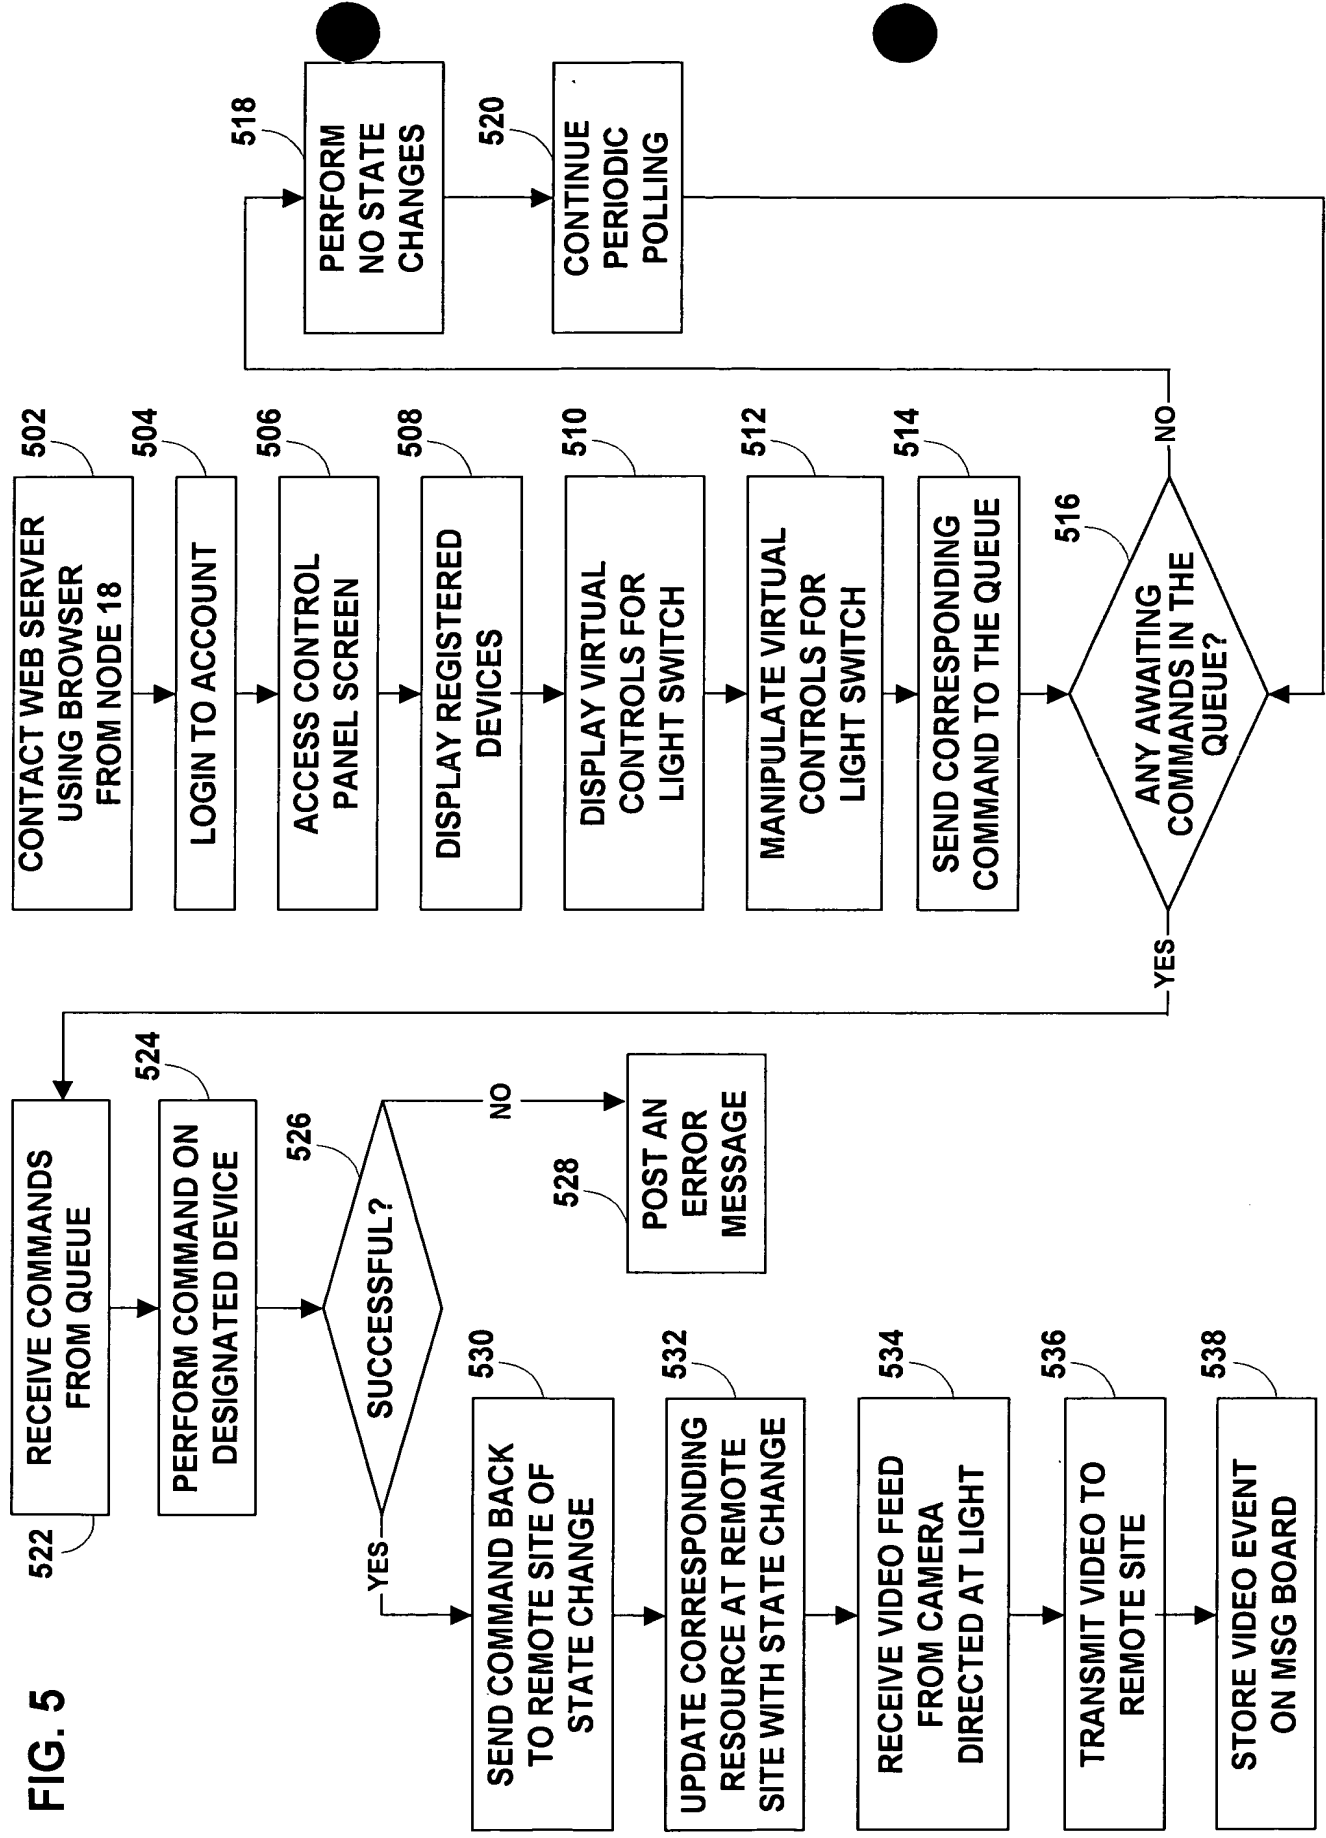 FIG. 5
502
CONTACT WEB SERVER
USING BROWSER
FROM NODE 18
504
LOGIN TO ACCOUNT
506
ACCESS CONTROL
PANEL SCREEN
508
DISPLAY REGISTERED
DEVICES
510
DISPLAY VIRTUAL
CONTROLS FOR
LIGHT SWITCH
512
MANIPULATE VIRTUAL
CONTROLS FOR
LIGHT SWITCH
514
SEND CORRESPONDING
COMMAND TO THE QUEUE
516
ANY AWAITING
COMMANDS IN THE
QUEUE?
NO
YES
518
PERFORM
NO STATE
CHANGES
520
CONTINUE
PERIODIC
POLLING
522
RECEIVE COMMANDS
FROM QUEUE
524
PERFORM COMMAND ON
DESIGNATED DEVICE
526
SUCCESSFUL?
NO
YES
528
POST AN
ERROR
MESSAGE
530
SEND COMMAND BACK
TO REMOTE SITE OF
STATE CHANGE
532
UPDATE CORRESPONDING
RESOURCE AT REMOTE
SITE WITH STATE CHANGE
534
RECEIVE VIDEO FEED
FROM CAMERA
DIRECTED AT LIGHT
536
TRANSMIT VIDEO TO
REMOTE SITE
538
STORE VIDEO EVENT
ON MSG BOARD